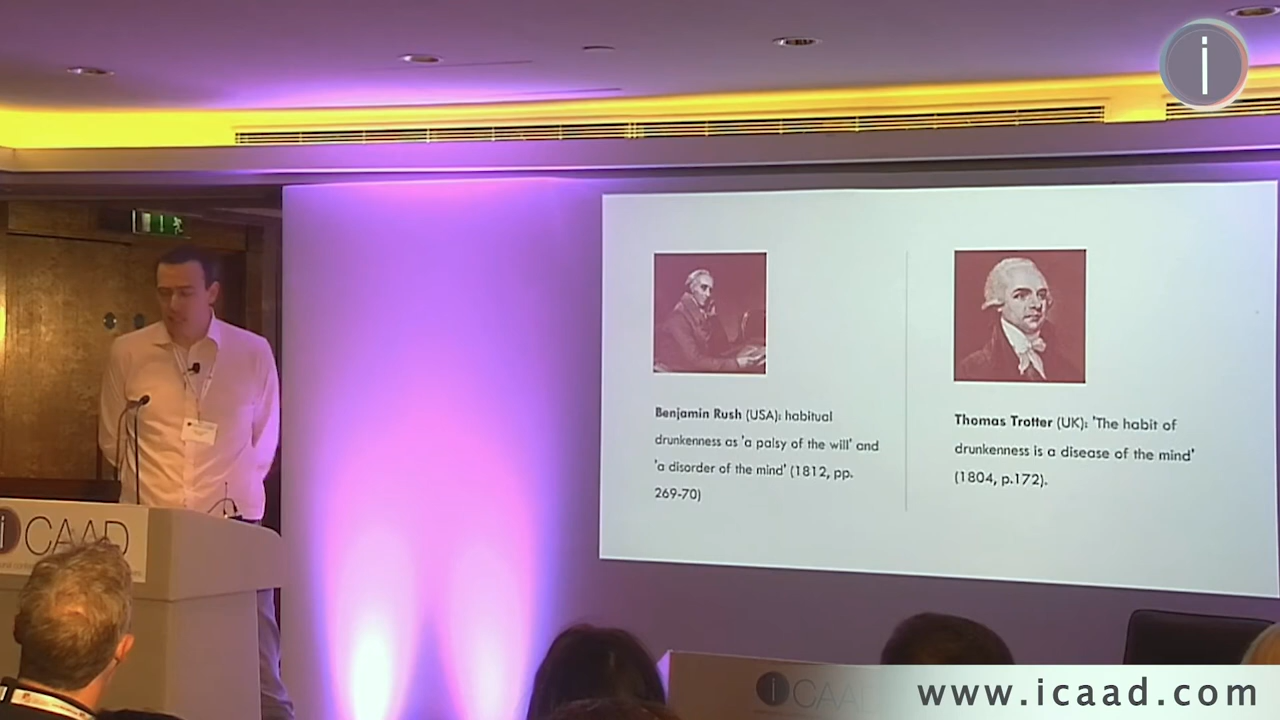 i
Benjamin Rush (USA): habitual
drunkenness as 'a palsy of the will' and
'a disorder of the mind' (1812, pp.
269-70)
Thomas Trotter (UK): 'The habit of
drunkenness is a disease of the mind'
(1804, p.172).
iCAAD
iCAAD
www.icaad.com